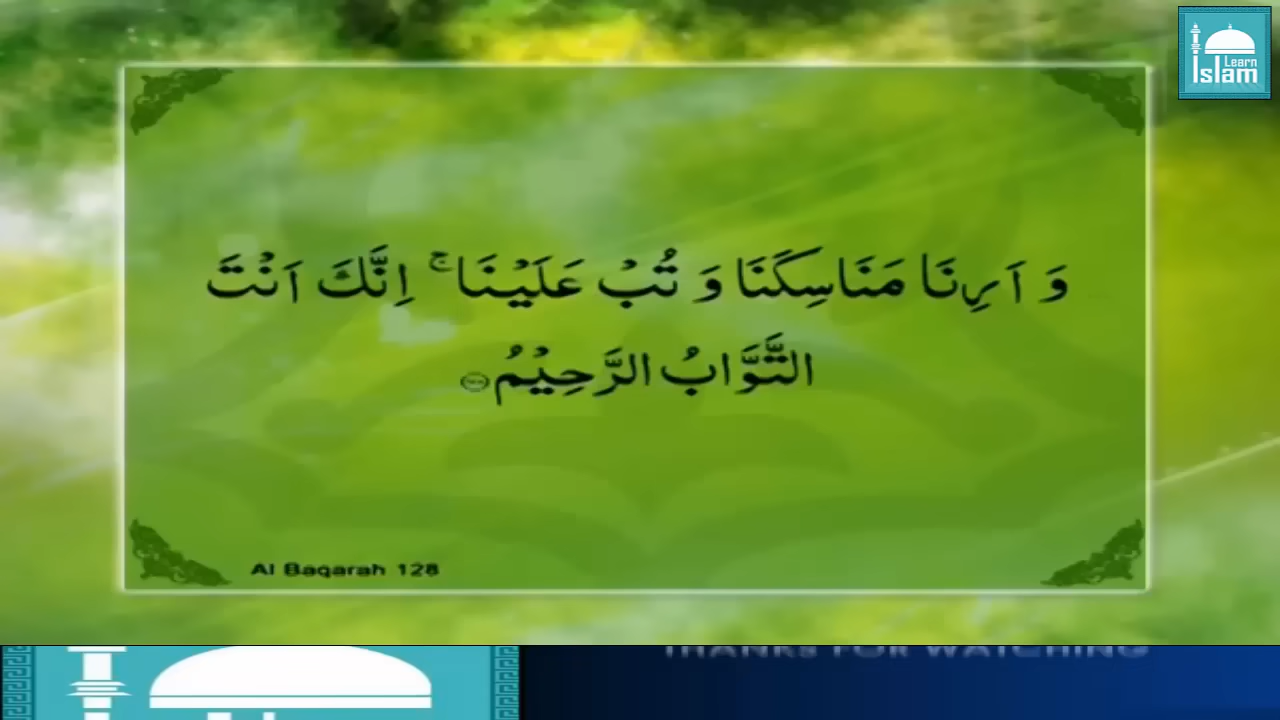 Learn
Islam
وَ اَرِنَا مَنَاسِكَنَا وَ تُبْ عَلَيْنَا ۚ اِنَّكَ اَنْتَ
التَّوَّابُ الرَّحِيْمُ
Al Baqarah 128
THANKS FOR WATCHING